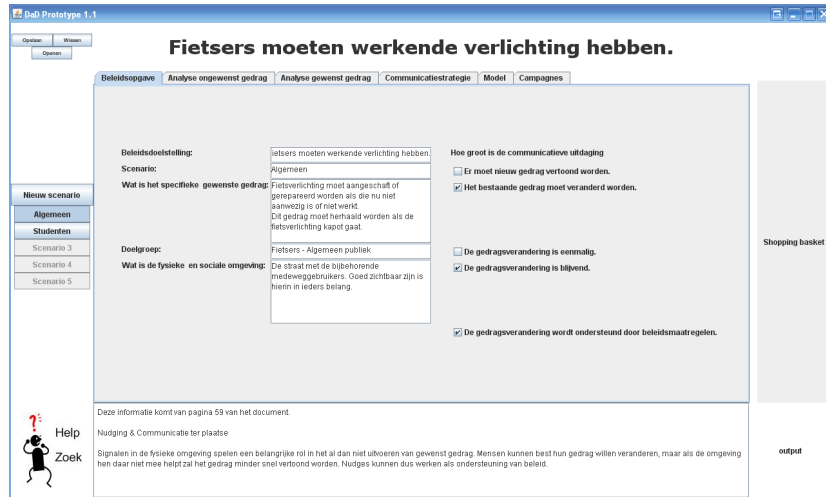 DaD Prototype 1.1
Opslaan
Wissen
Openen
Fietsers moeten werkende verlichting hebben.
Beleidsopgave
Analyse ongewenst gedrag
Analyse gewenst gedrag
Communicatiestrategie
Model
Campagnes
Beleidsdoelstelling:
ietsers moeten werkende verlichting hebben.
Scenario:
Algemeen
Wat is het specifieke gewenste gedrag:
Fietsverlichting moet aangeschaft of
gerepareerd worden als die nu niet
aanwezig is of niet werkt.
Dit gedrag moet herhaald worden als de
fietsverlichting kapot gaat.
Doelgroep:
Fietsers - Algemeen publiek
Wat is de fysieke en sociale omgeving:
De straat met de bijbehorende
medeweggebruikers. Goed zichtbaar zijn is
hierin in ieders belang.
Hoe groot is de communicatieve uitdaging
Er moet nieuw gedrag vertoond worden.
Het bestaande gedrag moet veranderd worden.
De gedragsverandering is eenmalig.
De gedragsverandering is blijvend.
De gedragsverandering wordt ondersteund door beleidsmaatregelen.
Nieuw scenario
Algemeen
Studenten
Scenario 3
Scenario 4
Scenario 5
Shopping basket
Help
Zoek
Deze informatie komt van pagina 59 van het document.
Nudging & Communicatie ter plaatse
Signalen in de fysieke omgeving spelen een belangrijke rol in het al dan niet uitvoeren van gewenst gedrag. Mensen kunnen best hun gedrag willen veranderen, maar als de omgeving
hen daar niet mee helpt zal het gedrag minder snel vertoond worden. Nudges kunnen dus werken als ondersteuning van beleid.
output